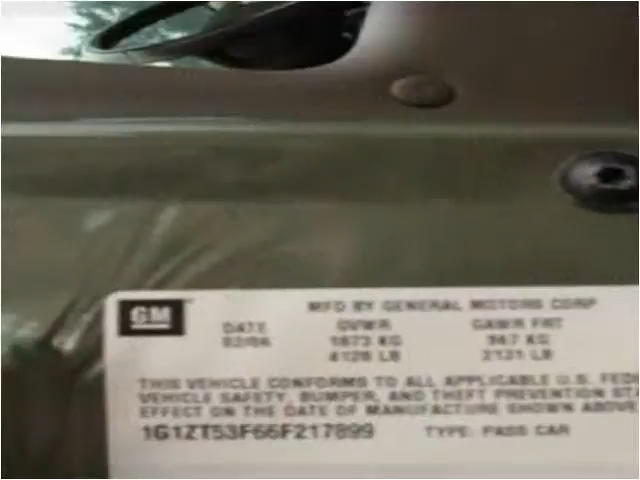 GM
MFD BY GENERAL MOTORS CORP
DATE GVWR GAWR FRT
02/06 1873 KG 967 KG
4128 LB 2131 LB
THIS VEHICLE CONFORMS TO ALL APPLICABLE U.S. FEDE
VEHICLE SAFETY, BUMPER, AND THEFT PREVENTION STA
EFFECT ON THE DATE OF MANUFACTURE SHOWN ABOVE
1G1ZT53F66F217899 TYPE: PASS CAR